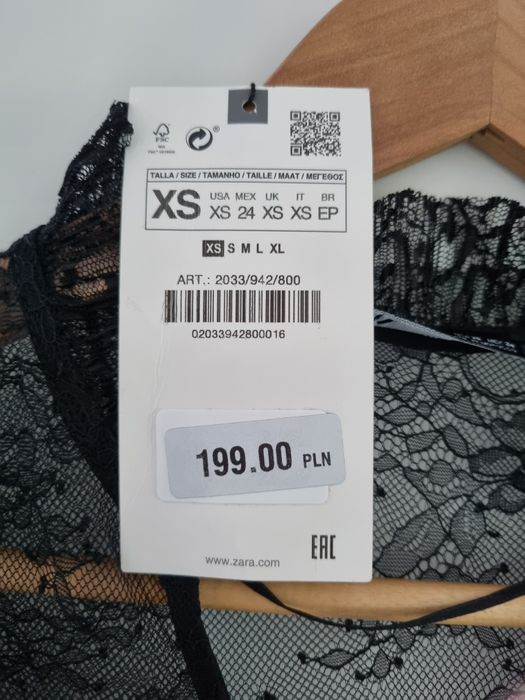 FSC
TALLA / SIZE / TAMANHO / TAILLE / MAAT / ΜΕΓΕΘΟΣ
XS
USA MEX UK IT BR
XS 24 XS XS EP
XS S M L XL
ART.: 2033/942/800
02033942800016
199.00 PLN
EAC
www.zara.com